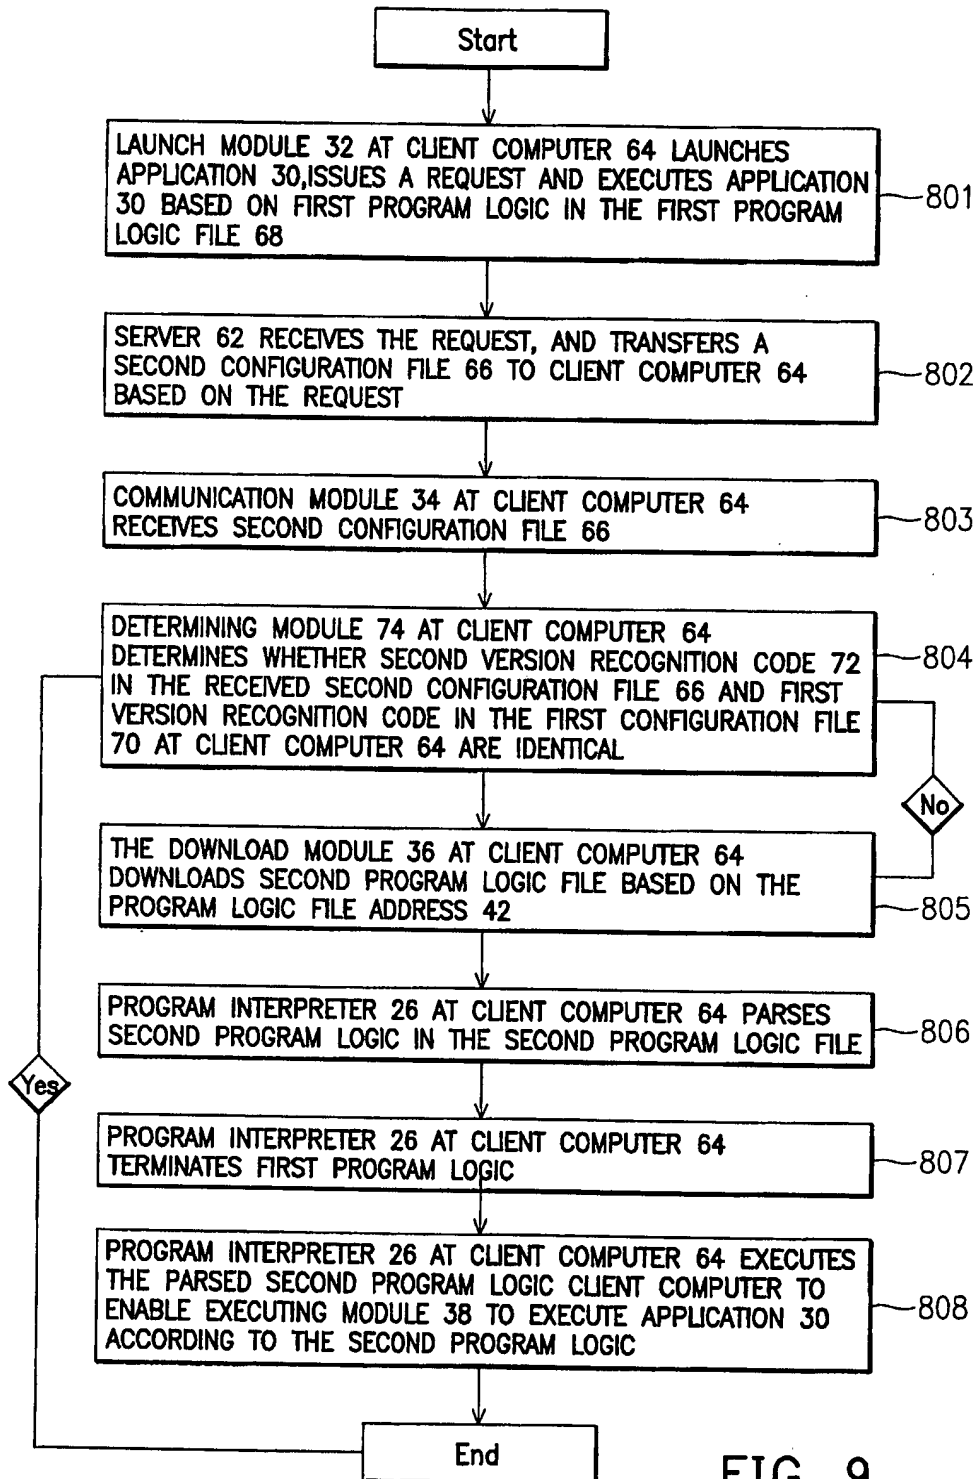 Start
LAUNCH MODULE 32 AT CLIENT COMPUTER 64 LAUNCHES
APPLICATION 30,ISSUES A REQUEST AND EXECUTES APPLICATION
30 BASED ON FIRST PROGRAM LOGIC IN THE FIRST PROGRAM
LOGIC FILE 68
801
SERVER 62 RECEIVES THE REQUEST, AND TRANSFERS A
SECOND CONFIGURATION FILE 66 TO CLIENT COMPUTER 64
BASED ON THE REQUEST
802
COMMUNICATION MODULE 34 AT CLIENT COMPUTER 64
RECEIVES SECOND CONFIGURATION FILE 66
803
DETERMINING MODULE 74 AT CLIENT COMPUTER 64
DETERMINES WHETHER SECOND VERSION RECOGNITION CODE 72
IN THE RECEIVED SECOND CONFIGURATION FILE 66 AND FIRST
VERSION RECOGNITION CODE IN THE FIRST CONFIGURATION FILE
70 AT CLIENT COMPUTER 64 ARE IDENTICAL
804
No
THE DOWNLOAD MODULE 36 AT CLIENT COMPUTER 64
DOWNLOADS SECOND PROGRAM LOGIC FILE BASED ON THE
PROGRAM LOGIC FILE ADDRESS 42
805
PROGRAM INTERPRETER 26 AT CLIENT COMPUTER 64 PARSES
SECOND PROGRAM LOGIC IN THE SECOND PROGRAM LOGIC FILE
806
Yes
PROGRAM INTERPRETER 26 AT CLIENT COMPUTER 64
TERMINATES FIRST PROGRAM LOGIC
807
PROGRAM INTERPRETER 26 AT CLIENT COMPUTER 64 EXECUTES
THE PARSED SECOND PROGRAM LOGIC CLIENT COMPUTER TO
ENABLE EXECUTING MODULE 38 TO EXECUTE APPLICATION 30
ACCORDING TO THE SECOND PROGRAM LOGIC
808
End
FIG. 9